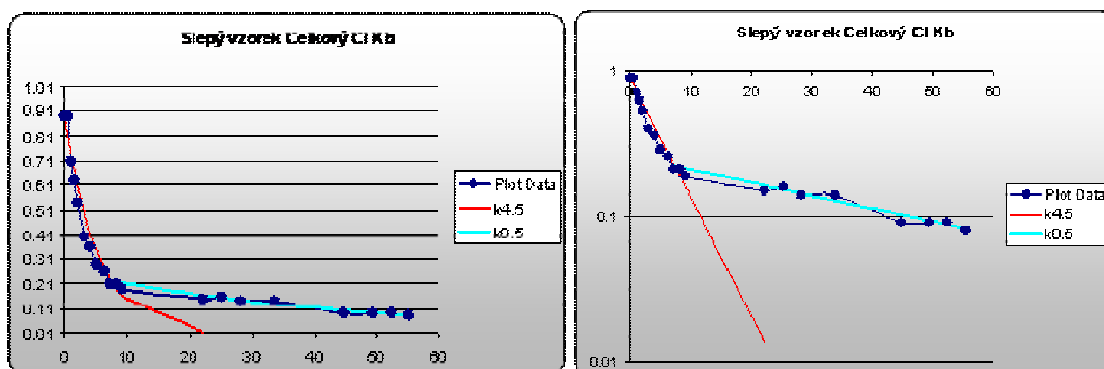 Slepý vzorek Celkový Cl Kb
1.01
0.91
0.81
0.71
0.61
0.51
0.41
0.31
0.21
0.11
0.01
0 10 20 30 40 50 60
Plot Data
k4.5
k0.5
Slepý vzorek Celkový Cl Kb
1
0 10 20 30 40 50 60
0.1
0.01
Plot Data
k4.5
k0.5